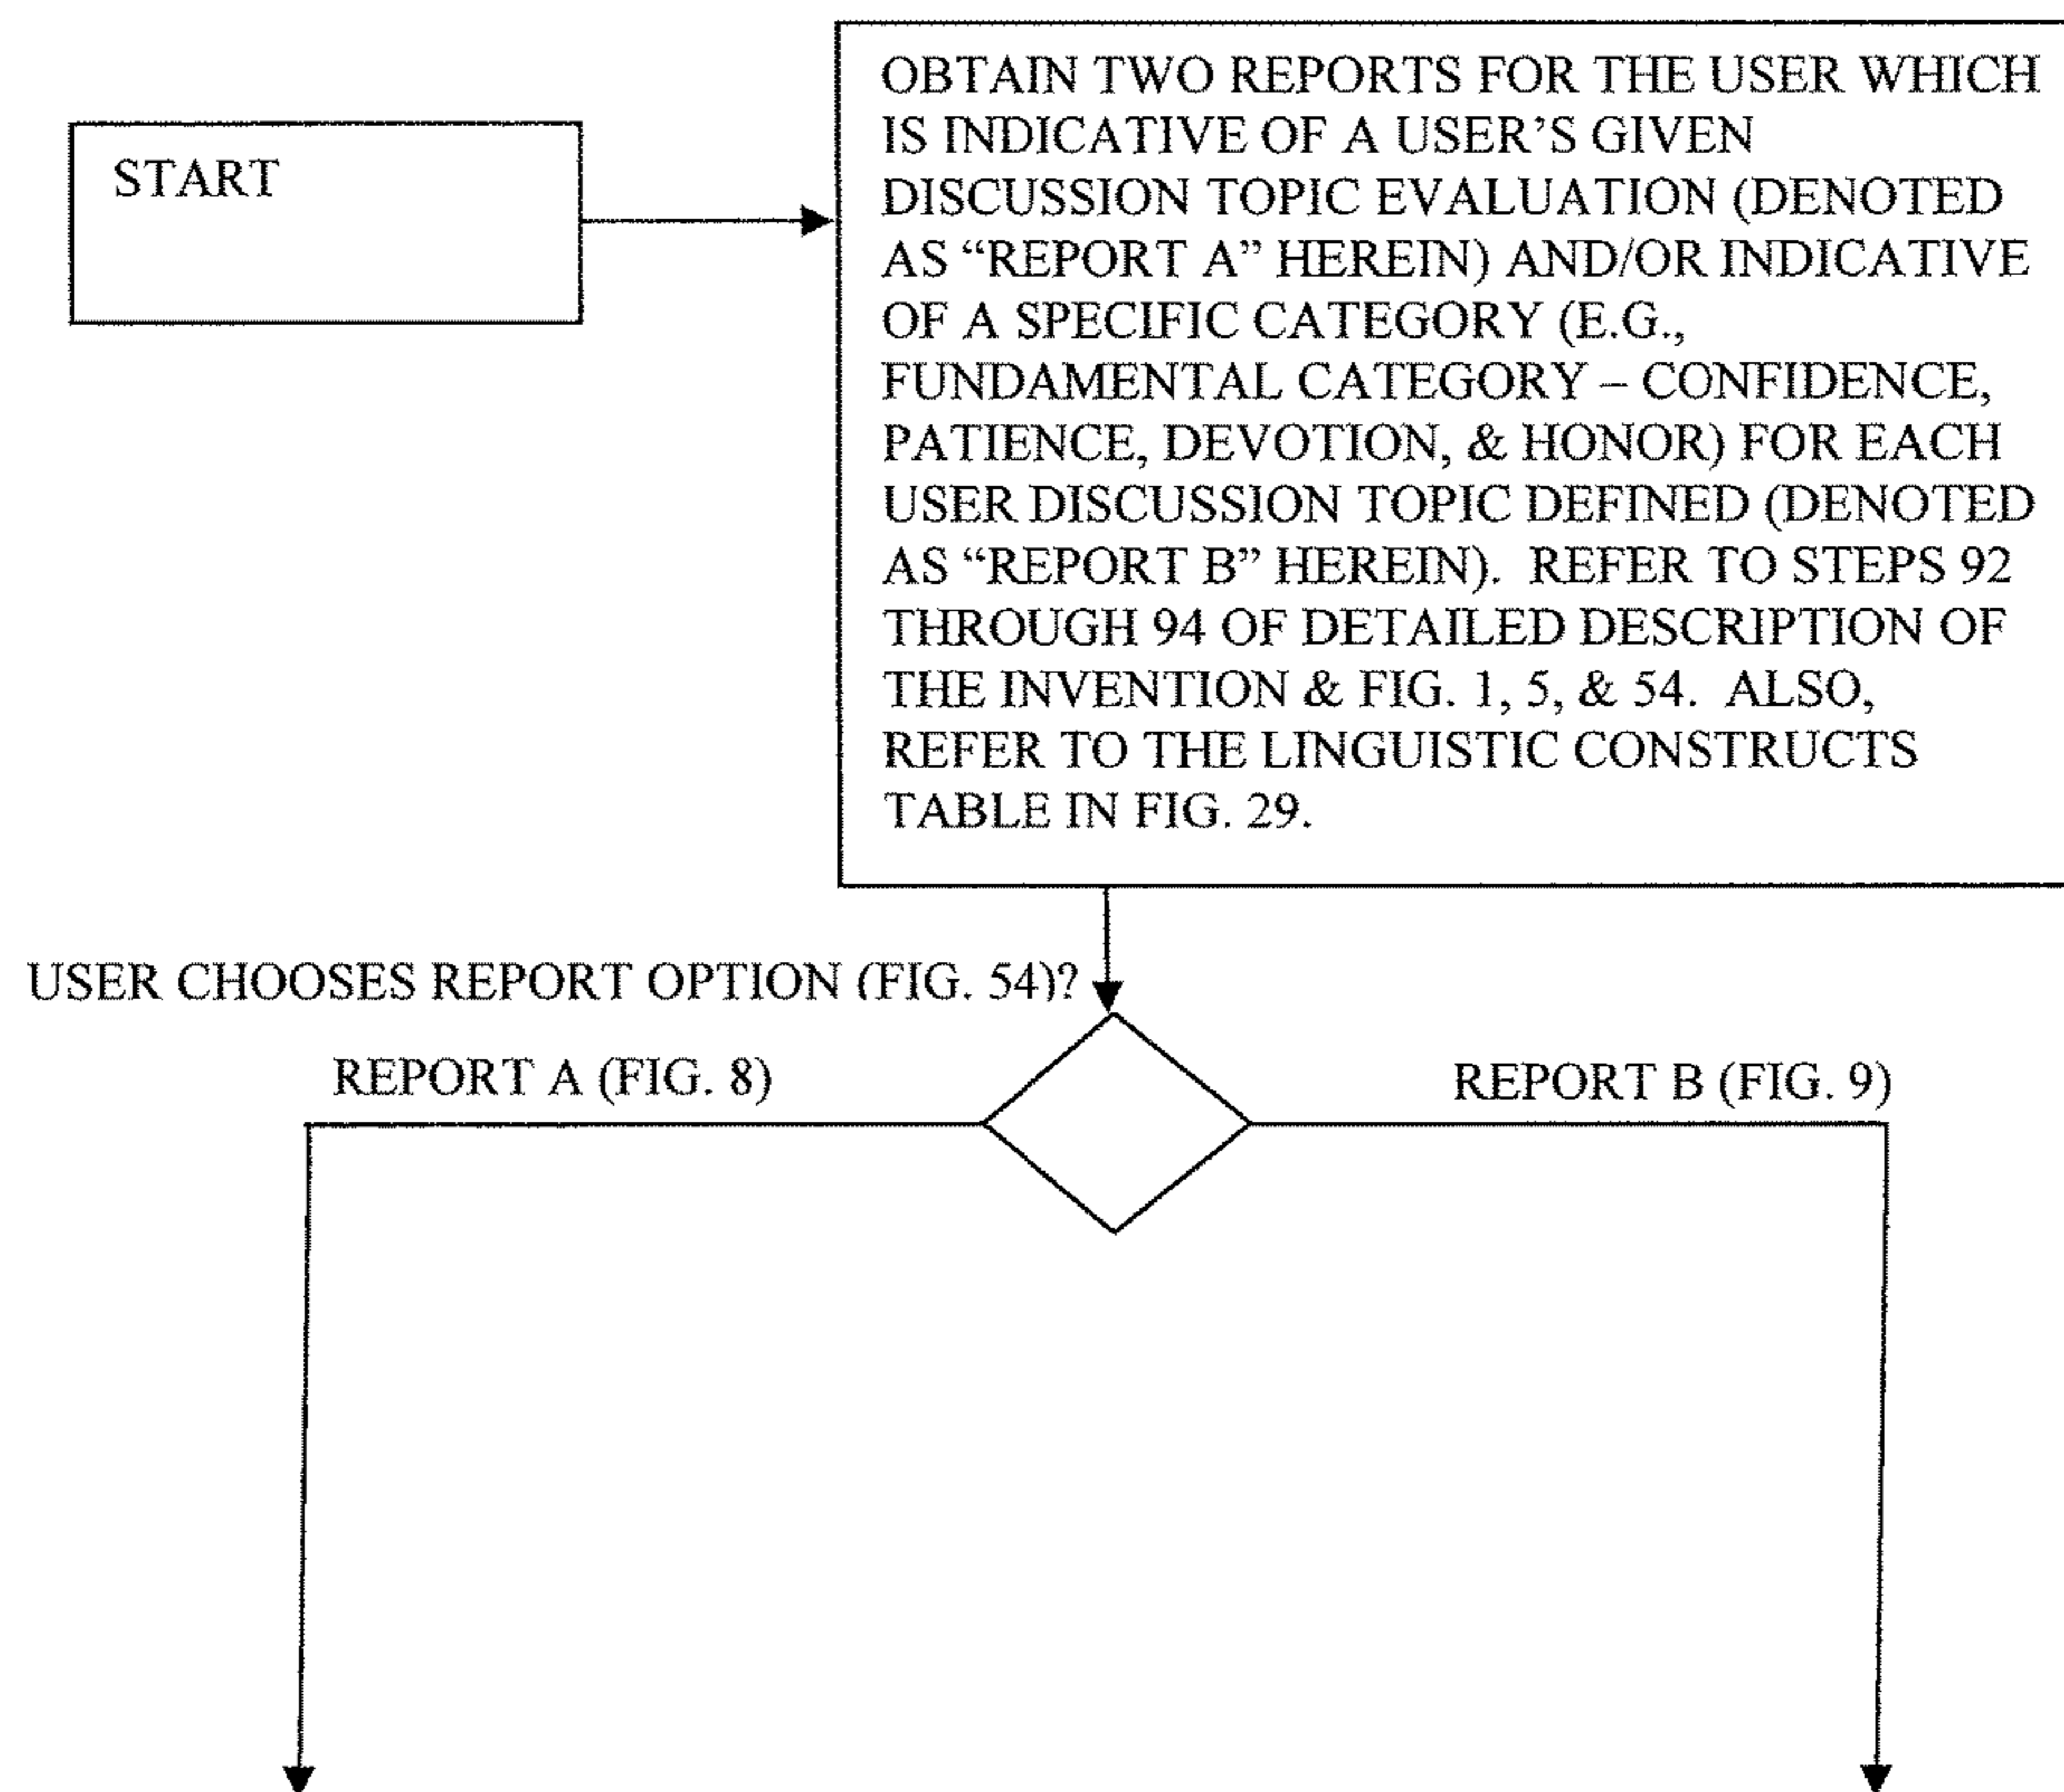 START
OBTAIN TWO REPORTS FOR THE USER WHICH
IS INDICATIVE OF A USER'S GIVEN
DISCUSSION TOPIC EVALUATION (DENOTED
AS “REPORT A” HEREIN) AND/OR INDICATIVE
OF A SPECIFIC CATEGORY (E.G.,
FUNDAMENTAL CATEGORY – CONFIDENCE,
PATIENCE, DEVOTION, & HONOR) FOR EACH
USER DISCUSSION TOPIC DEFINED (DENOTED
AS “REPORT B” HEREIN).  REFER TO STEPS 92
THROUGH 94 OF DETAILED DESCRIPTION OF
THE INVENTION & FIG. 1, 5, & 54.  ALSO,
REFER TO THE LINGUISTIC CONSTRUCTS
TABLE IN FIG. 29.
USER CHOOSES REPORT OPTION (FIG. 54)?
REPORT A (FIG. 8)
REPORT B (FIG. 9)